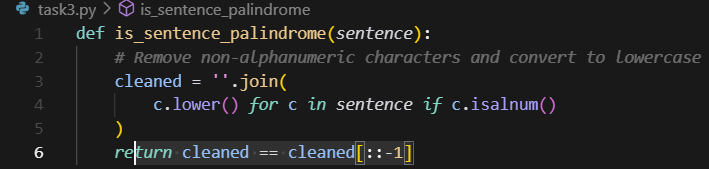 task3.py > is_sentence_palindrome
1 def is_sentence_palindrome(sentence):
2     # Remove non-alphanumeric characters and convert to lowercase
3     cleaned = ''.join(
4         c.lower() for c in sentence if c.isalnum()
5     )
6     return cleaned == cleaned[::-1]